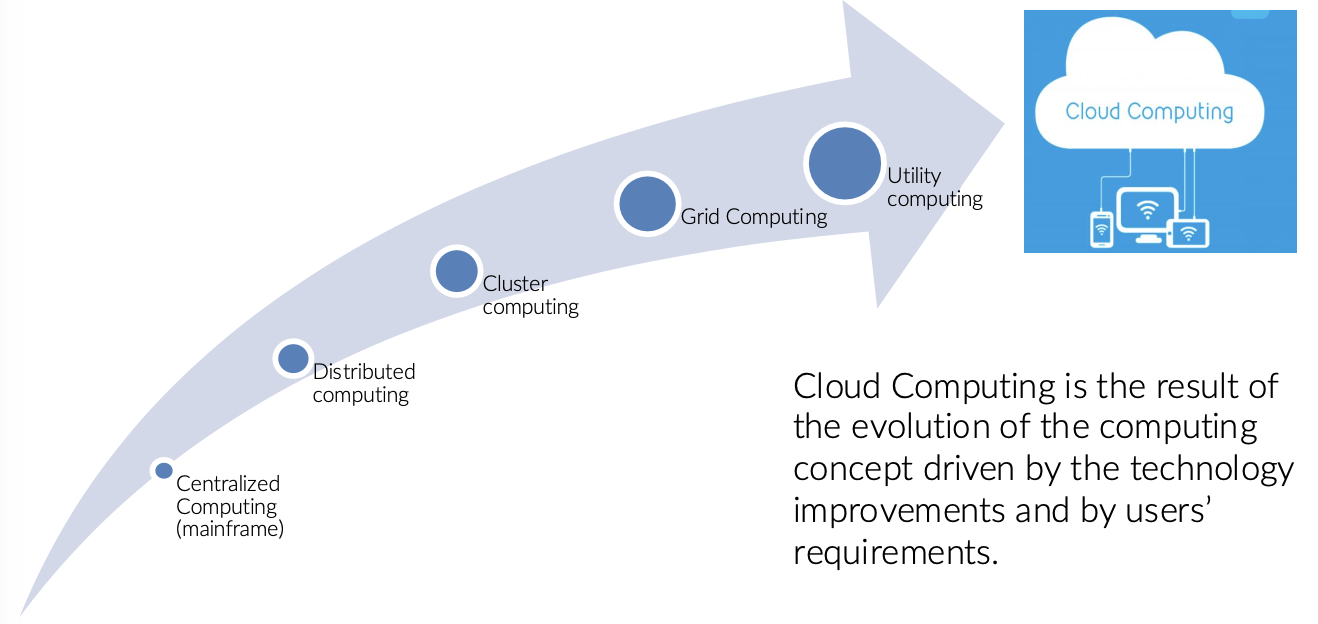 Cloud Computing
Utility
computing
Grid Computing
Cluster
computing
Distributed
computing
Centralized
Computing
(mainframe)
Cloud Computing is the result of
the evolution of the computing
concept driven by the technology
improvements and by users’
requirements.